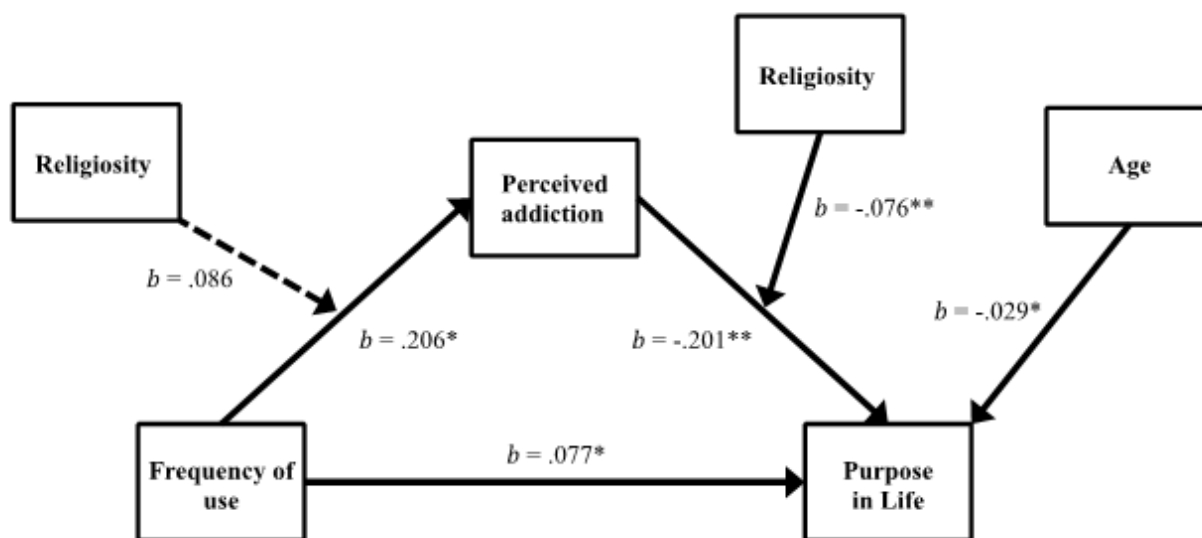 Religiosity
Religiosity
Perceived
addiction
Age
b = -.076**
b = .086
b = -.029*
b = .206*
b = -.201**
b = .077*
Frequency of
use
Purpose
in Life